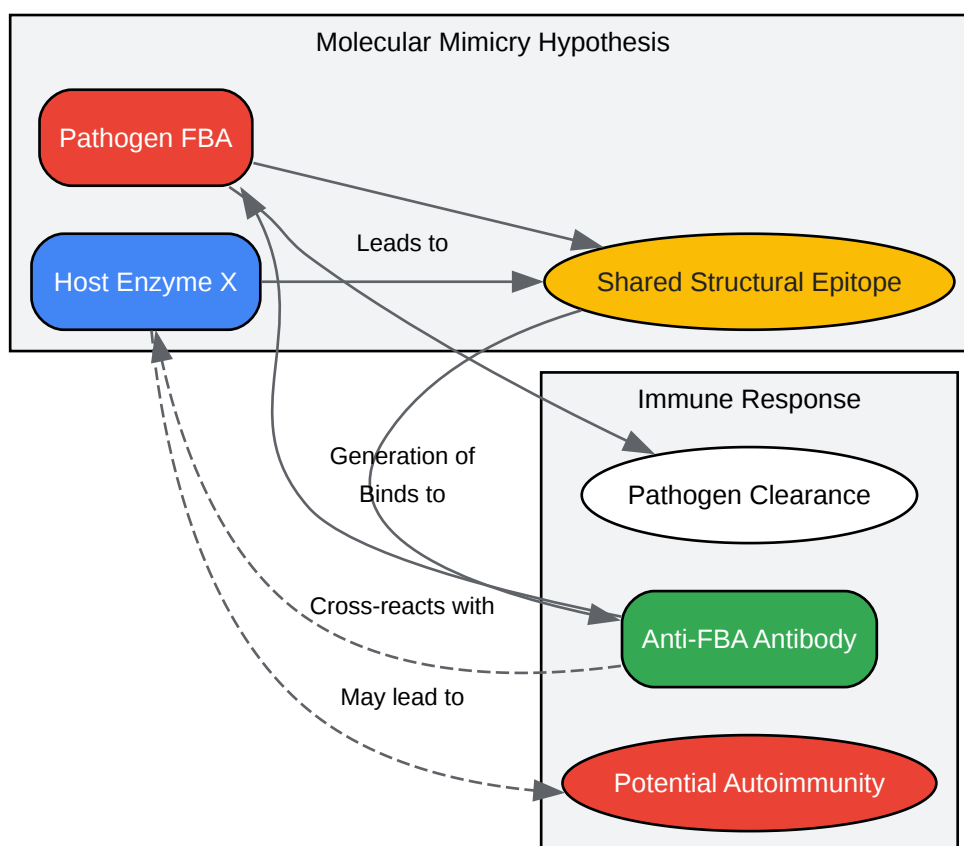 Molecular Mimicry Hypothesis
Pathogen FBA
Leads to
Host Enzyme X
Shared Structural Epitope
Immune Response
Generation of
Binds to
Pathogen Clearance
Cross-reacts with
Anti-FBA Antibody
May lead to
Potential Autoimmunity